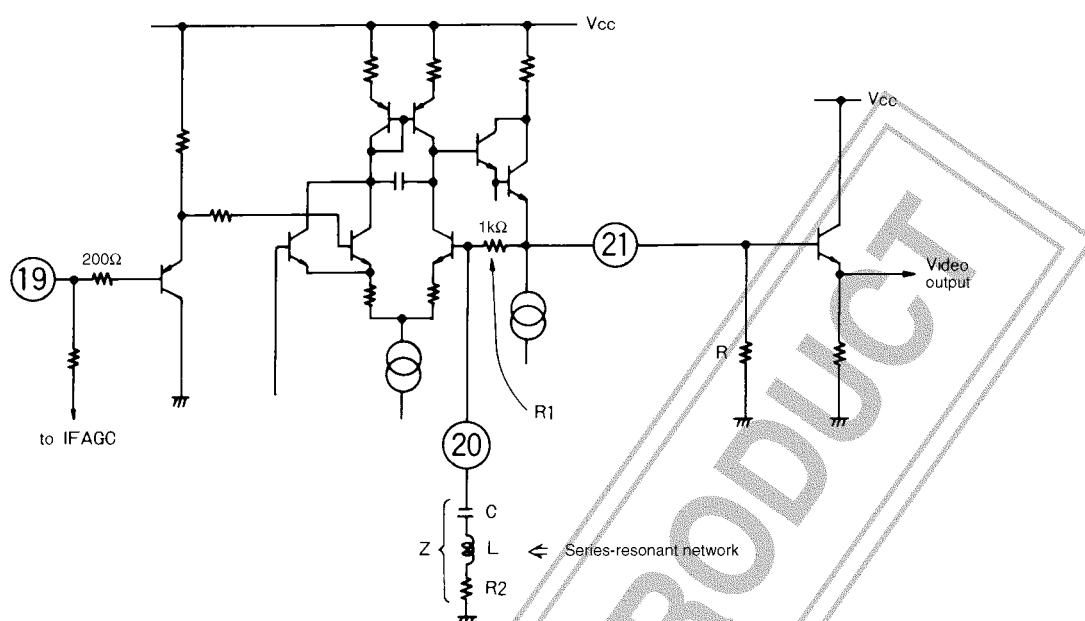 Vcc
Vcc
1kΩ
200Ω
19
21
Video
output
R
to IFAGC
R1
20
C
Z
L
Series-resonant network
R2
PRODUCT